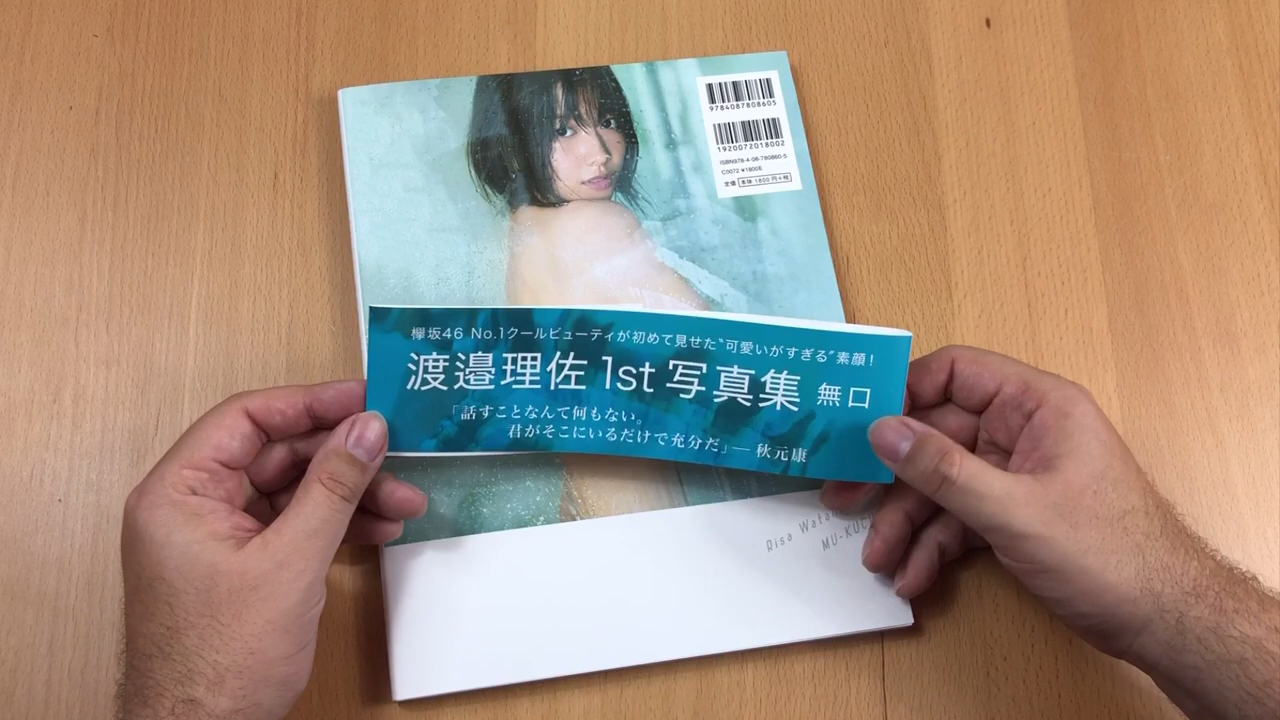 9784087808605
1920072018002
ISBN978-4-08-780860-5
C0072 ¥1800E
定価 本体 1800 円+税
欅坂46 No.1クールビューティが初めて見せた“可愛いがすぎる”素顔！
渡邉理佐 1st 写真集 無口
「話すことなんて何もない。
君がそこにいるだけで充分だ」— 秋元康
Risa
MU-KUCH